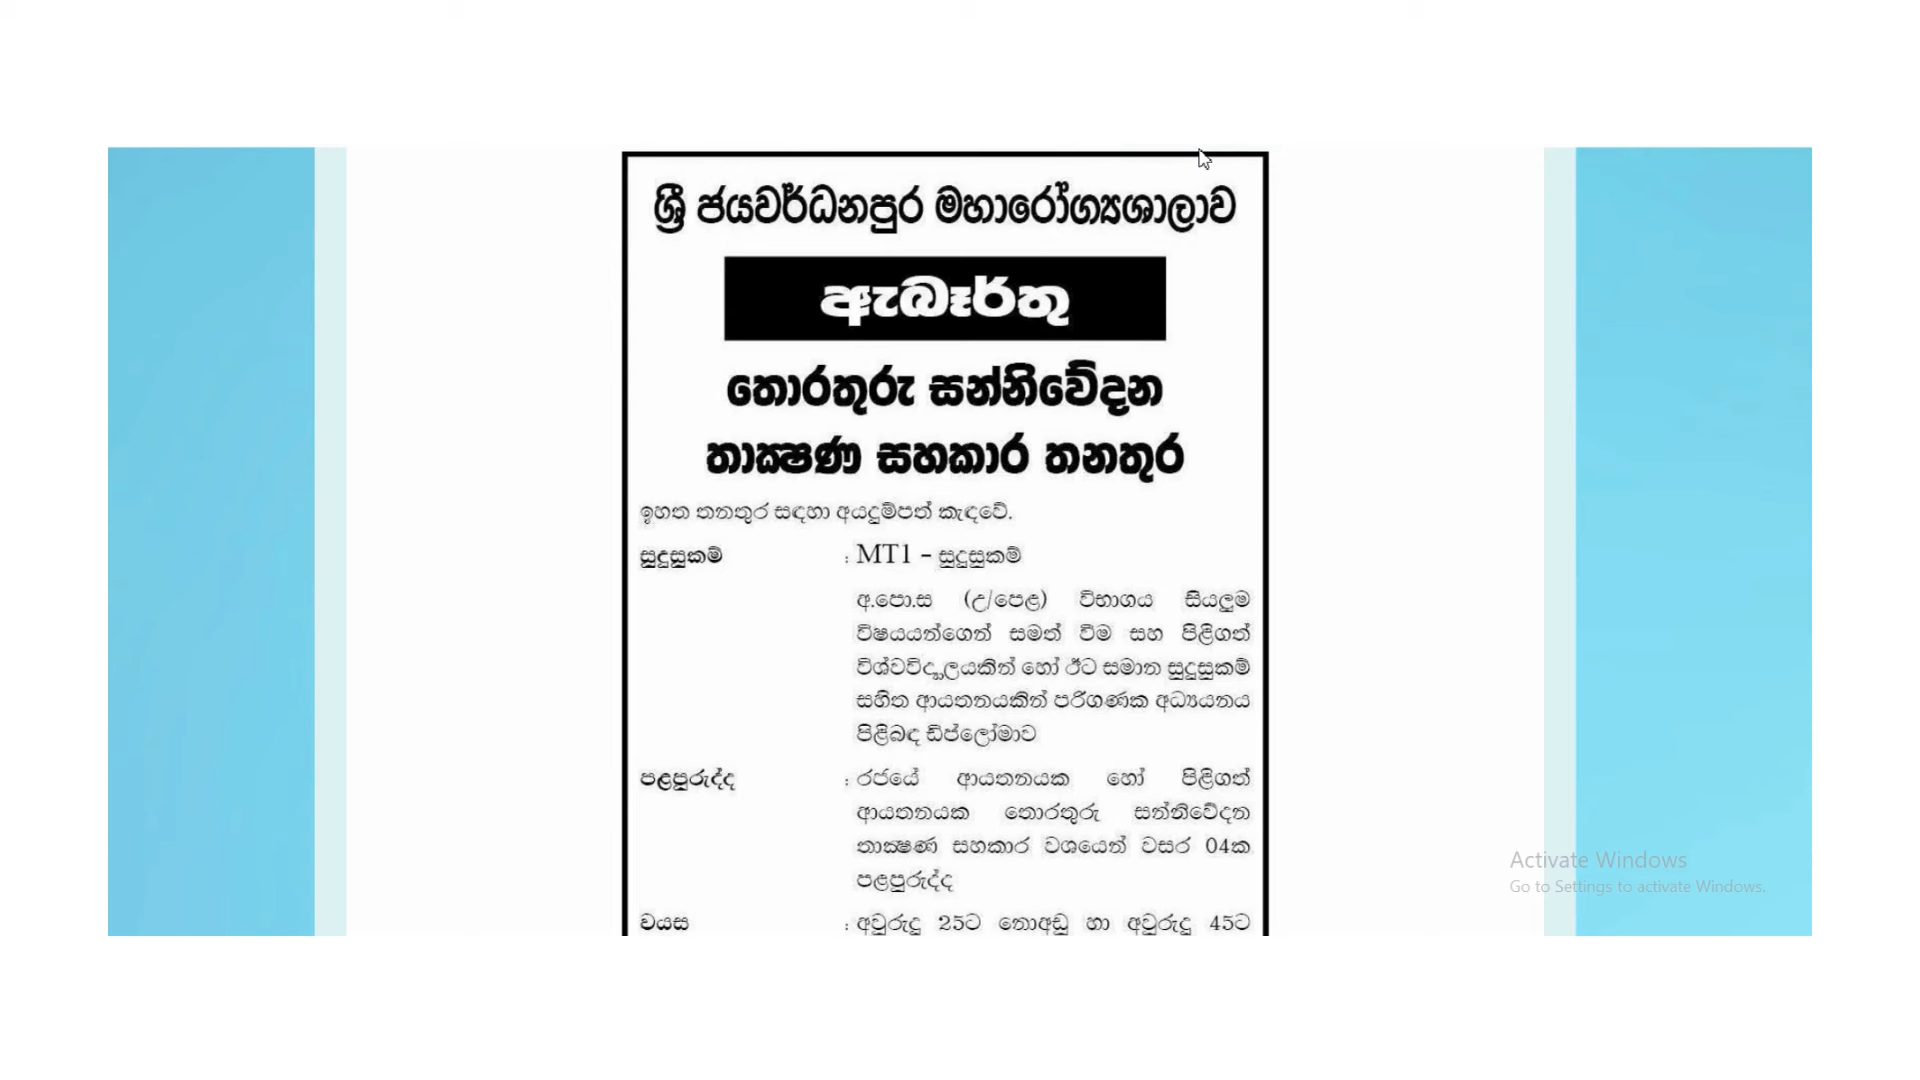 ශ්‍රී ජයවර්ධනපුර මහාරෝග්‍යශාලාව
ඇබෑර්තු
තොරතුරු සන්නිවේදන
තාක්‍ෂණ සහකාර තනතුර
ඉහත තනතුර සඳහා අයදුම්පත් කැඳවේ.
සුදුසුකම් : MT1 – සුදුසුකම්
අ.පො.ස (උ/පෙළ) විභාගය සියලුම
විෂයයන්ගෙන් සමත් වීම සහ පිළිගත්
විශ්වවිද්‍යාලයකින් හෝ ඊට සමාන සුදුසුකම්
සහිත ආයතනයකින් පරිගණක අධ්‍යයනය
පිළිබඳ ඩිප්ලෝමාව
පළපුරුද්ද : රජයේ ආයතනයක හෝ පිළිගත්
ආයතනයක තොරතුරු සන්නිවේදන
තාක්‍ෂණ සහකාර වශයෙන් වසර 04ක
පළපුරුද්ද
වයස : අවුරුදු 25ට නොඅඩු හා අවුරුදු 45ට
Activate Windows
Go to Settings to activate Windows.